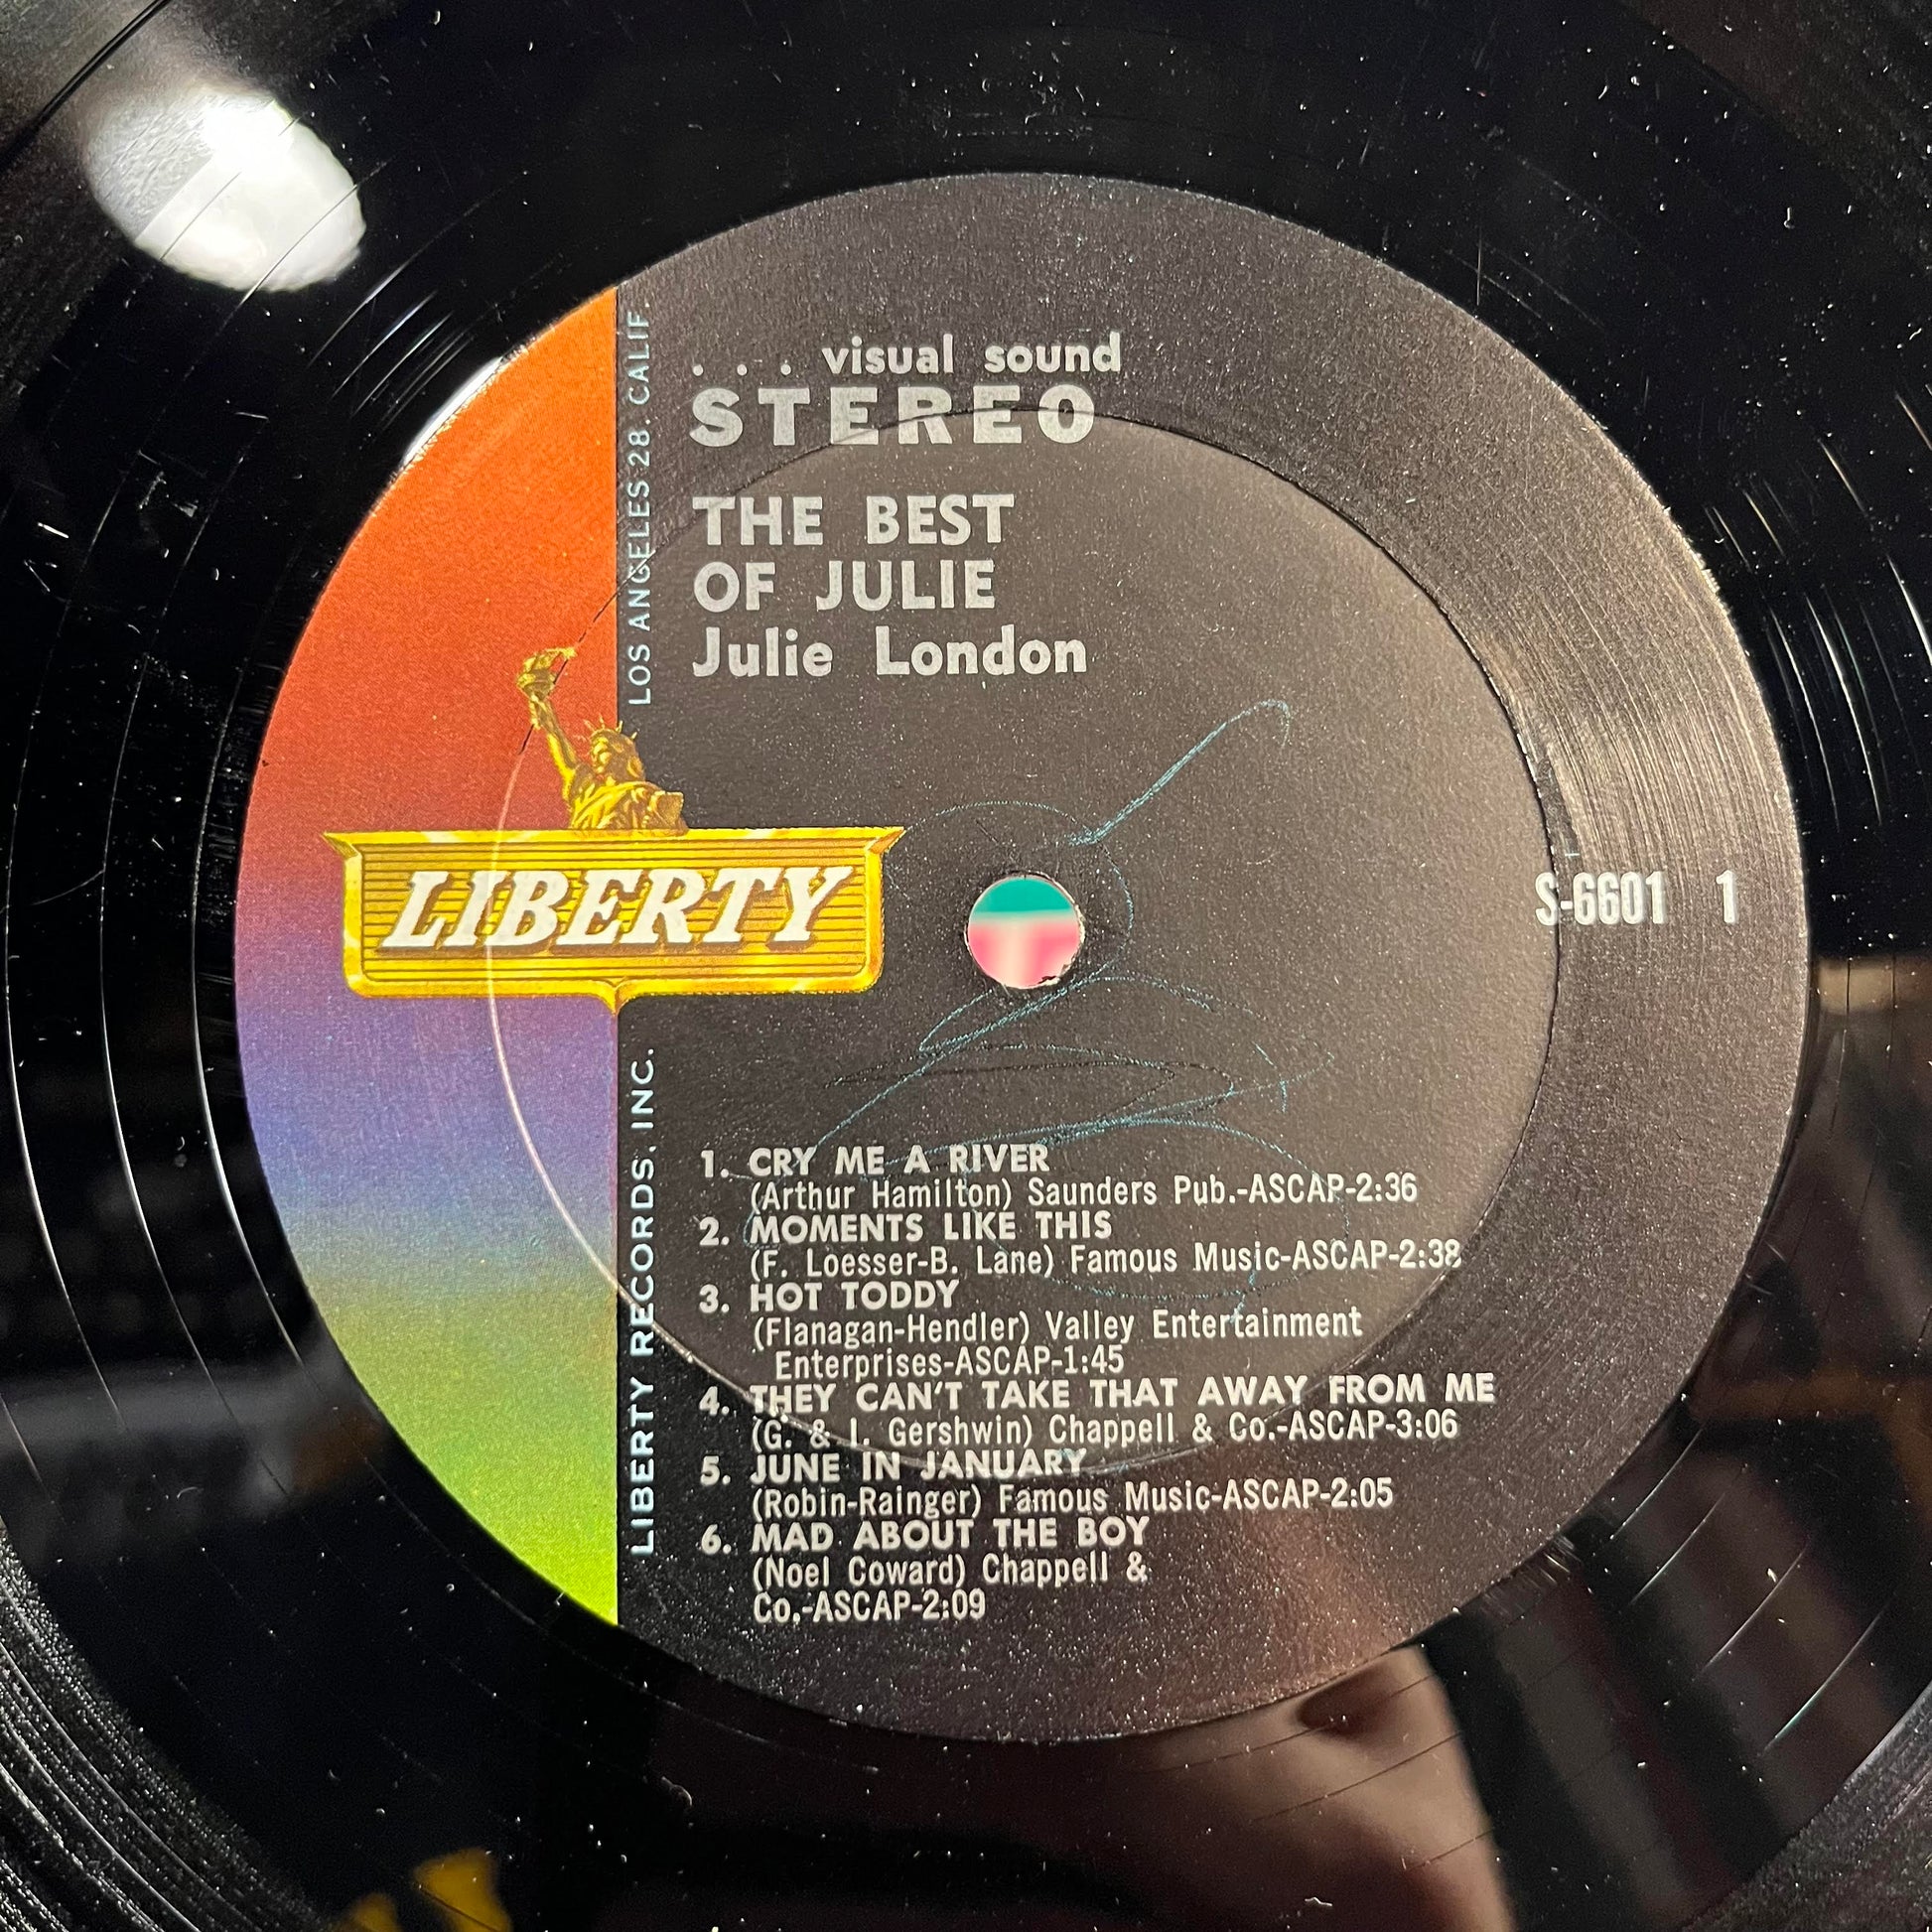 . . . visual sound
STEREO
THE BEST
OF JULIE
Julie London
LOS ANGELES 28. CALIF.
LIBERTY
S-6601 1
LIBERTY RECORDS, INC.
1. CRY ME A RIVER
(Arthur Hamilton) Saunders Pub.-ASCAP-2:36
2. MOMENTS LIKE THIS
(F. Loesser-B. Lane) Famous Music-ASCAP-2:38
3. HOT TODDY
(Flanagan-Hendler) Valley Entertainment
Enterprises-ASCAP-1:45
4. THEY CAN'T TAKE THAT AWAY FROM ME
(G. & I. Gershwin) Chappell & Co.-ASCAP-3:06
5. JUNE IN JANUARY
(Robin-Rainger) Famous Music-ASCAP-2:05
6. MAD ABOUT THE BOY
(Noel Coward) Chappell &
Co.-ASCAP-2:09